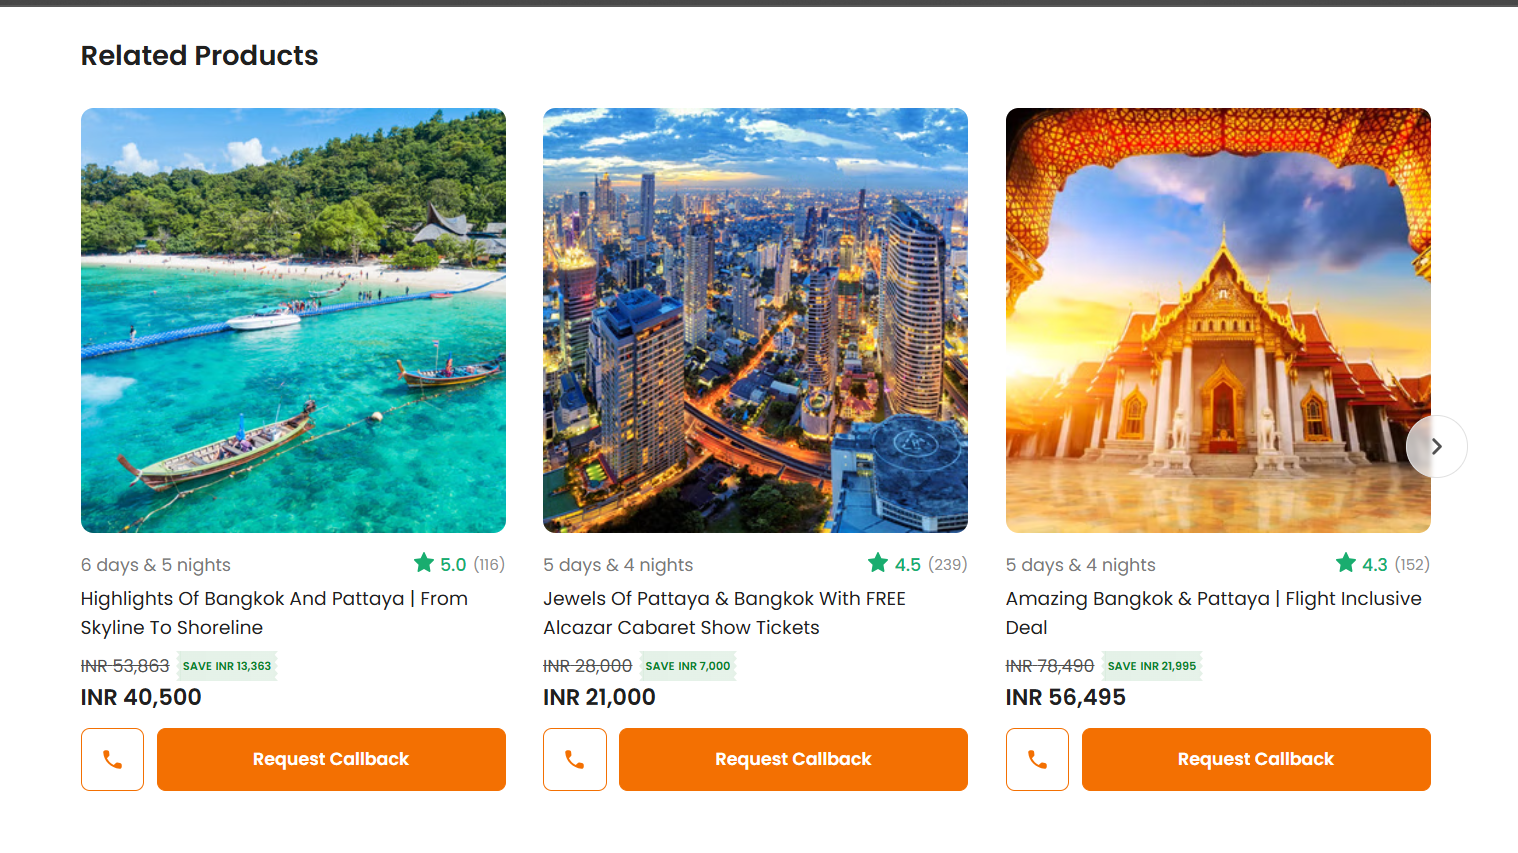 Related Products
6 days & 5 nights 5.0 (116)
Highlights Of Bangkok And Pattaya | From
Skyline To Shoreline
INR 53,863 SAVE INR 13,363
INR 40,500
Request Callback
5 days & 4 nights 4.5 (239)
Jewels Of Pattaya & Bangkok With FREE
Alcazar Cabaret Show Tickets
INR 28,000 SAVE INR 7,000
INR 21,000
Request Callback
5 days & 4 nights 4.3 (152)
Amazing Bangkok & Pattaya | Flight Inclusive
Deal
INR 78,490 SAVE INR 21,995
INR 56,495
Request Callback